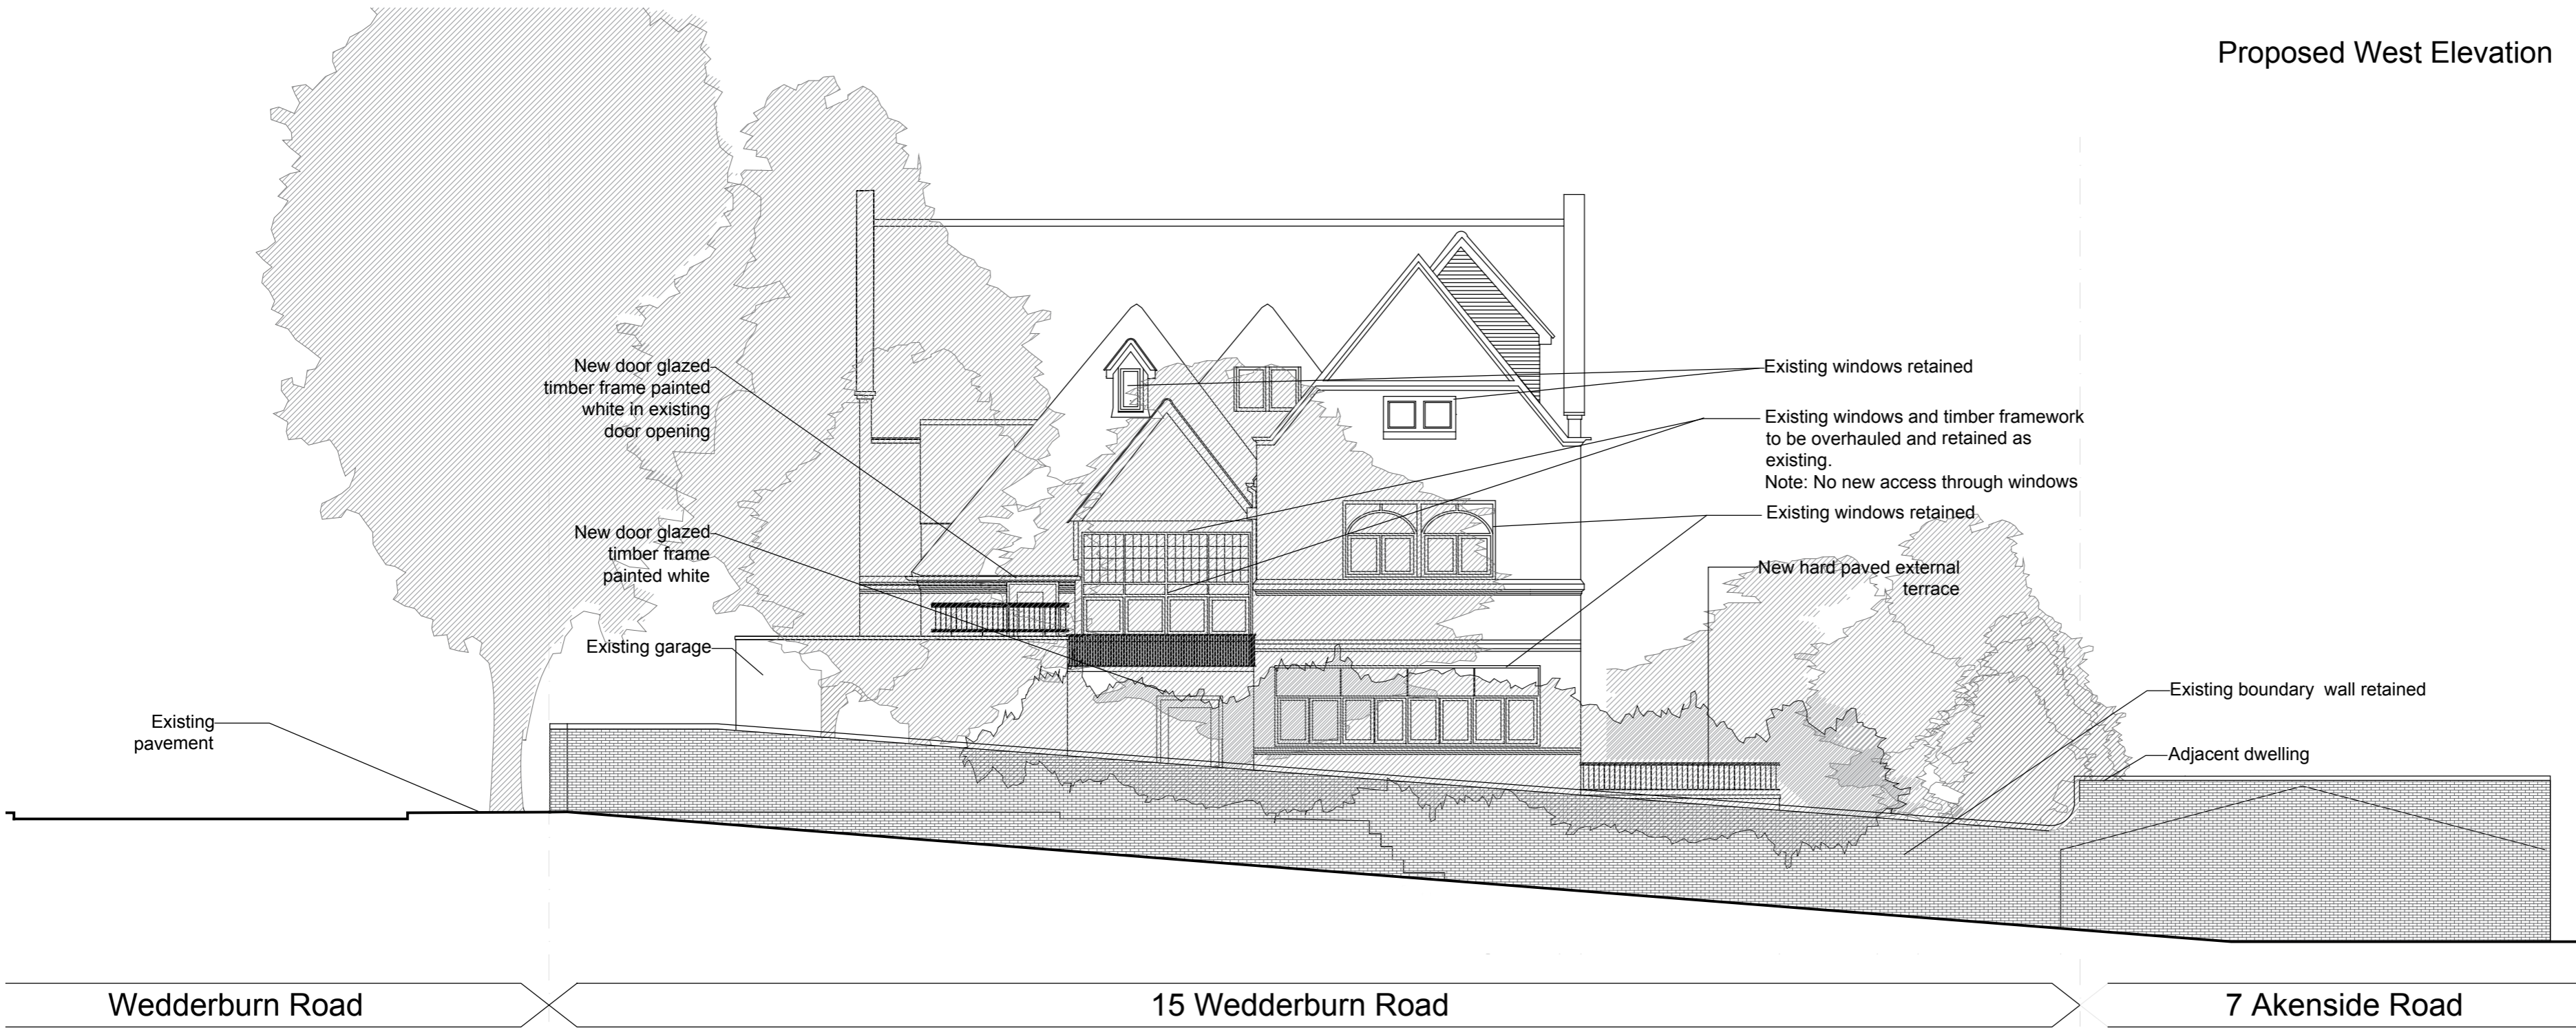 Proposed West Elevation
New door glazed
timber frame painted
white in existing
door opening
New door glazed
timber frame
painted white
Existing garage
Existing
pavement
Existing windows retained
Existing windows and timber framework
to be overhauled and retained as
existing.
Note: No new access through windows
Existing windows retained
New hard paved external
terrace
Existing boundary wall retained
Adjacent dwelling
Wedderburn Road
15 Wedderburn Road
7 Akenside Road